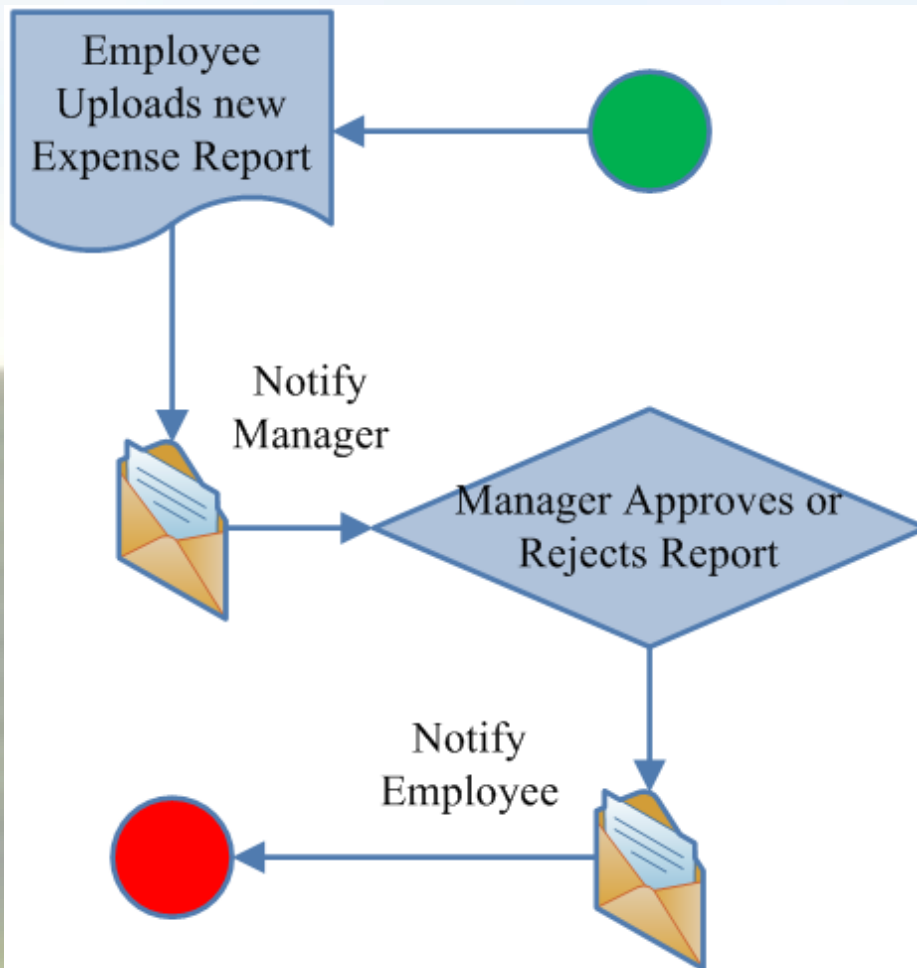 Employee
Uploads new
Expense Report
Notify
Manager
Manager Approves or
Rejects Report
Notify
Employee